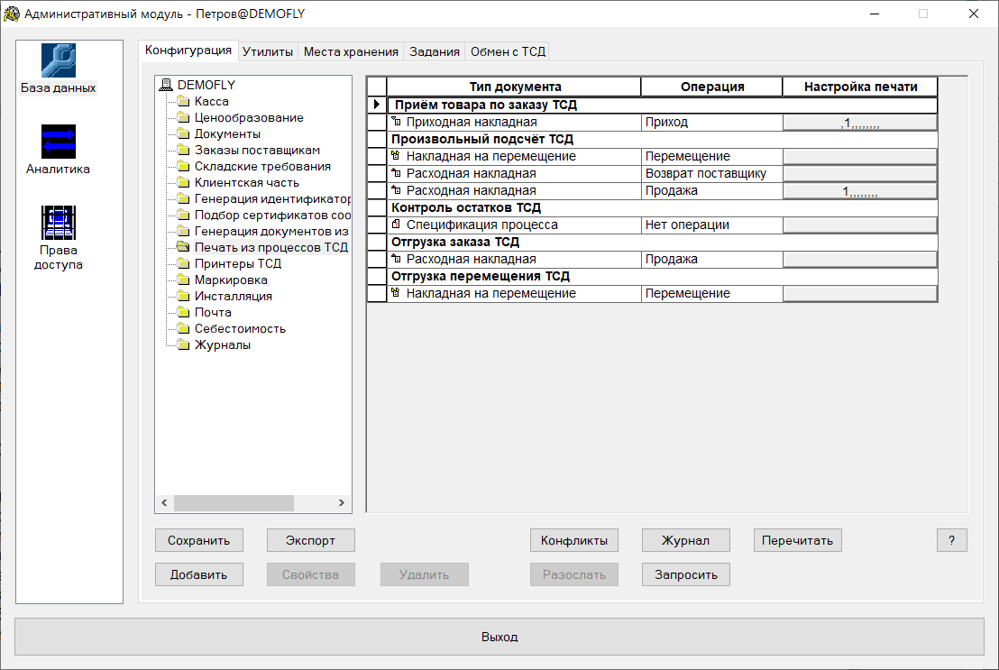 Административный модуль - Петров@DEMOFLY
База данных
Аналитика
Права
доступа
Конфигурация Утилиты Места хранения Задания Обмен с ТСД
DEMOFLY
Касса
Ценообразование
Документы
Заказы поставщикам
Складские требования
Клиентская часть
Генерация идентификатор
Подбор сертификатов соо
Генерация документов из
Печать из процессов ТСД
Принтеры ТСД
Маркировка
Инсталляция
Почта
Себестоимость
Журналы
Тип документа Операция Настройка печати
Приём товара по заказу ТСД
Приходная накладная Приход ,1,,,,,,,,
Произвольный подсчёт ТСД
Накладная на перемещение Перемещение
Расходная накладная Возврат поставщику
Расходная накладная Продажа 1,,,,,,,,
Контроль остатков ТСД
Спецификация процесса Нет операции
Отгрузка заказа ТСД
Расходная накладная Продажа
Отгрузка перемещения ТСД
Накладная на перемещение Перемещение
Сохранить Экспорт Конфликты Журнал Перечитать ?
Добавить Свойства Удалить Разослать Запросить
Выход